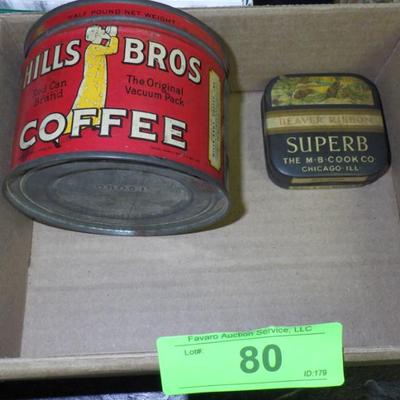 HALF POUND NET WEIGHT
HILLS BROS
Red Can
Brand
The Original
Vacuum Pack
COFFEE
BEAVER RIBBON
SUPERB
THE M·B·COOK CO
CHICAGO·ILL
Favaro Auction Service, LLC
Lot#:
80
ID:179